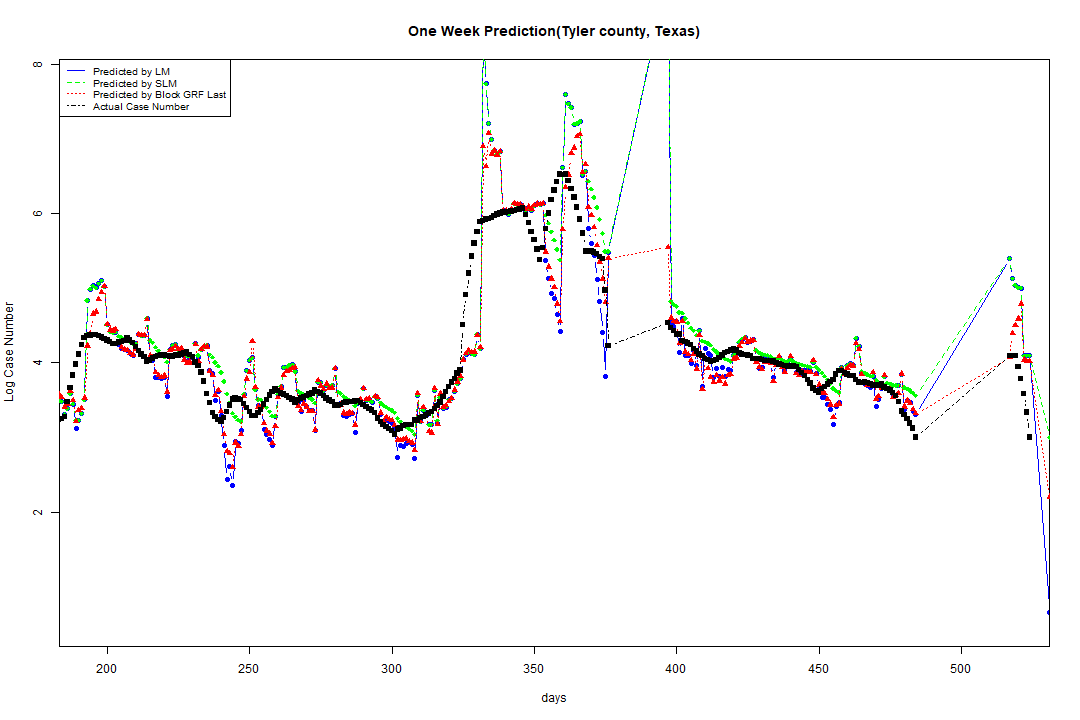 One Week Prediction(Tyler county, Texas)
Predicted by LM
Predicted by SLM
Predicted by Block GRF Last
Actual Case Number
8
6
4
2
Log Case Number
200 250 300 350 400 450 500
days